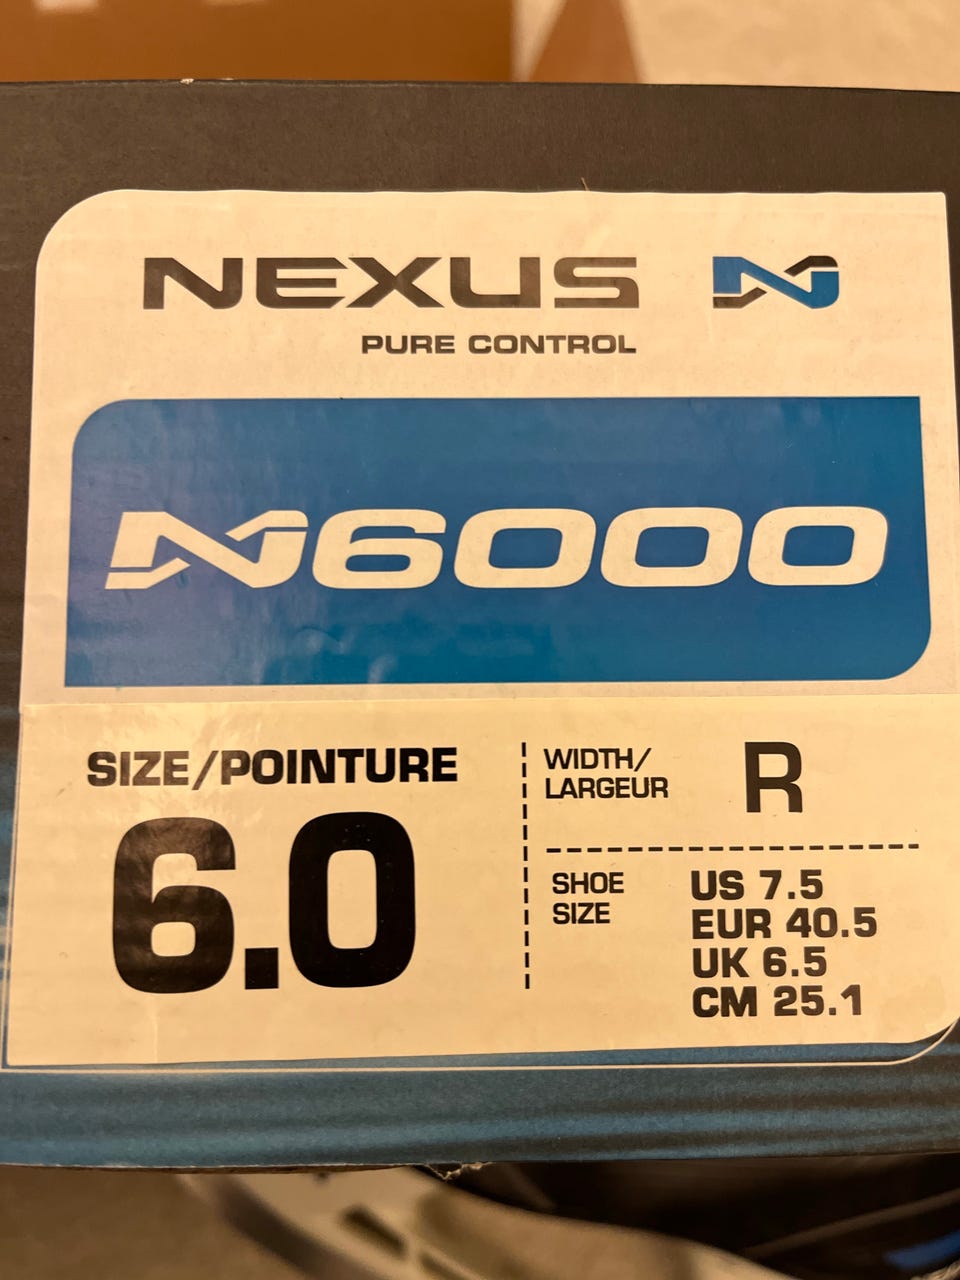 NEXUS N
PURE CONTROL
N6000
SIZE/POINTURE
6.0
WIDTH/
LARGEUR
R
SHOE
SIZE
US 7.5
EUR 40.5
UK 6.5
CM 25.1